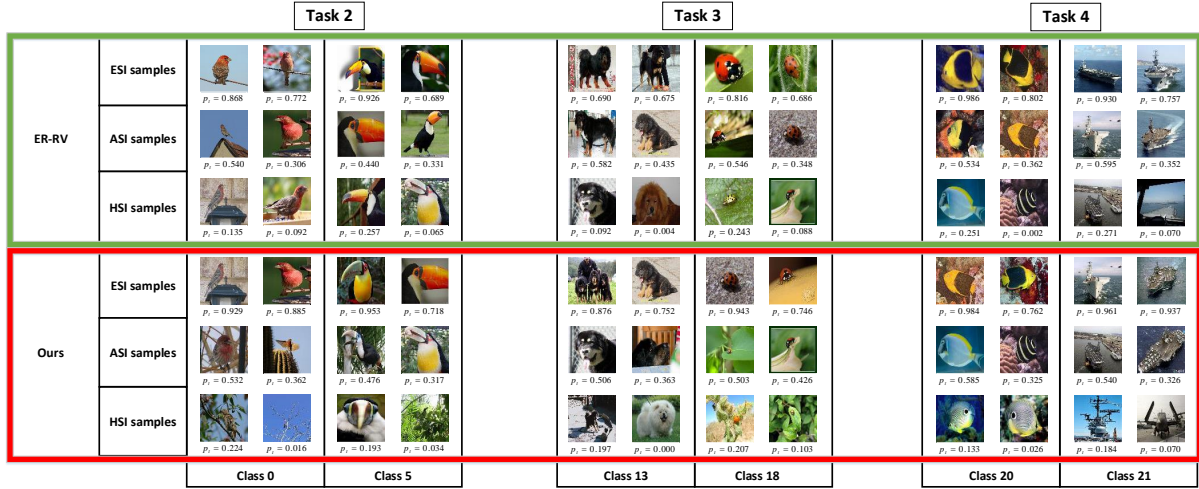 Task 2 Task 3 Task 4
ER-RV
ESI samples
p_t = 0.868 p_t = 0.772 p_t = 0.926 p_t = 0.689 p_t = 0.690 p_t = 0.675 p_t = 0.816 p_t = 0.686 p_t = 0.986 p_t = 0.802 p_t = 0.930 p_t = 0.757
ASI samples
p_t = 0.540 p_t = 0.306 p_t = 0.440 p_t = 0.331 p_t = 0.582 p_t = 0.435 p_t = 0.546 p_t = 0.348 p_t = 0.534 p_t = 0.362 p_t = 0.595 p_t = 0.352
HSI samples
p_t = 0.135 p_t = 0.092 p_t = 0.257 p_t = 0.065 p_t = 0.092 p_t = 0.004 p_t = 0.243 p_t = 0.088 p_t = 0.251 p_t = 0.002 p_t = 0.271 p_t = 0.070
Ours
ESI samples
p_t = 0.929 p_t = 0.885 p_t = 0.953 p_t = 0.718 p_t = 0.876 p_t = 0.752 p_t = 0.943 p_t = 0.746 p_t = 0.984 p_t = 0.762 p_t = 0.961 p_t = 0.937
ASI samples
p_t = 0.532 p_t = 0.362 p_t = 0.476 p_t = 0.317 p_t = 0.506 p_t = 0.363 p_t = 0.503 p_t = 0.426 p_t = 0.585 p_t = 0.325 p_t = 0.540 p_t = 0.326
HSI samples
p_t = 0.224 p_t = 0.016 p_t = 0.193 p_t = 0.034 p_t = 0.197 p_t = 0.000 p_t = 0.207 p_t = 0.103 p_t = 0.133 p_t = 0.026 p_t = 0.184 p_t = 0.070
Class 0 Class 5 Class 13 Class 18 Class 20 Class 21